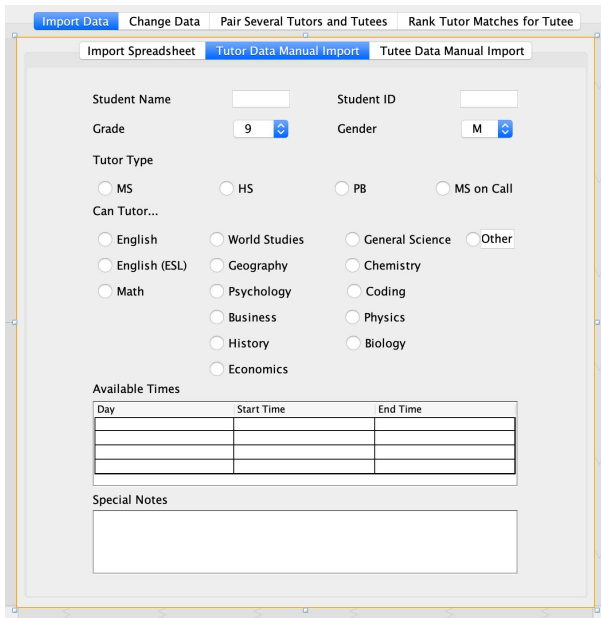 Import Data Change Data Pair Several Tutors and Tutees Rank Tutor Matches for Tutee
Import Spreadsheet Tutor Data Manual Import Tutee Data Manual Import
Student Name Student ID
Grade 9 Gender M
Tutor Type
MS HS PB MS on Call
Can Tutor...
English World Studies General Science Other
English (ESL) Geography Chemistry
Math Psychology Coding
Business Physics
History Biology
Economics
Available Times
Day Start Time End Time
Special Notes